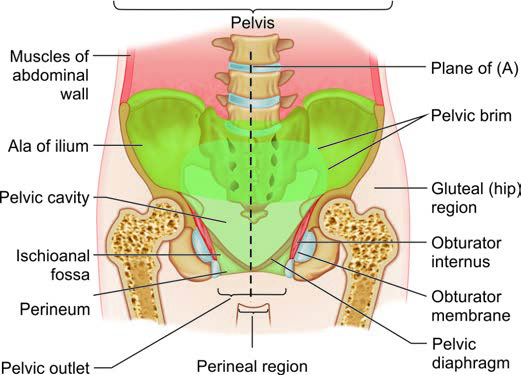 Pelvis
Muscles of
abdominal
wall
Ala of ilium
Pelvic cavity
Ischioanal
fossa
Perineum
Pelvic outlet
Perineal region
Plane of (A)
Pelvic brim
Gluteal (hip)
region
Obturator
internus
Obturator
membrane
Pelvic
diaphragm